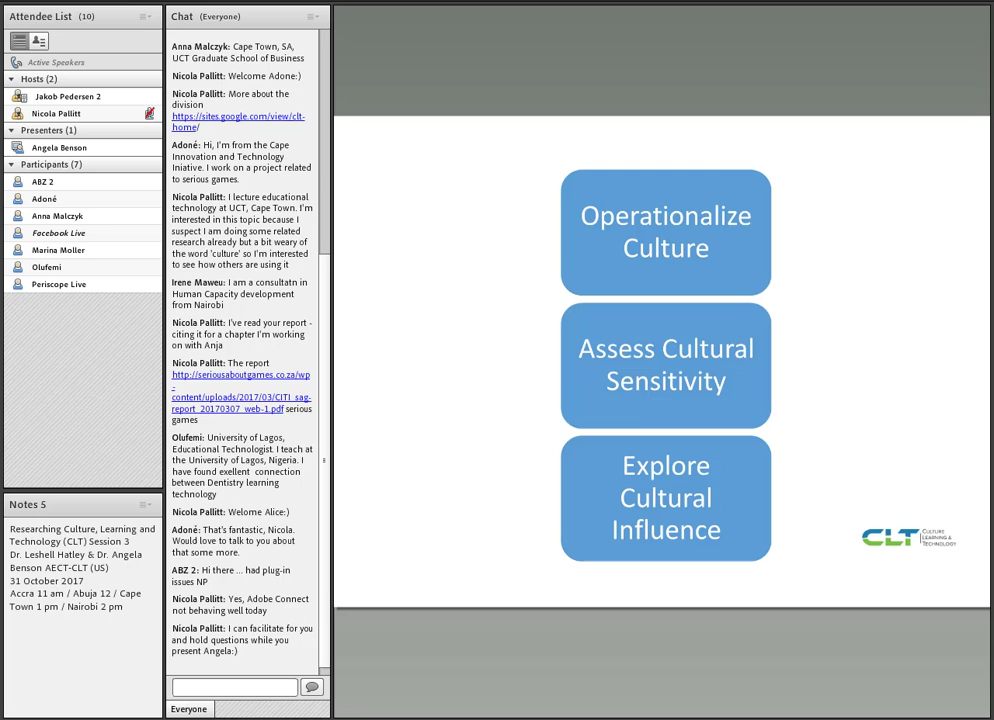 Attendee List (10)
Active Speakers
Hosts (2)
Jakob Pedersen 2
Nicola Pallitt
Presenters (1)
Angela Benson
Participants (7)
ABZ 2
Adoné
Anna Malczyk
Facebook Live
Marina Moller
Olufemi
Periscope Live
Notes 5
Researching Culture, Learning and
Technology (CLT) Session 3
Dr. Leshell Hatley & Dr. Angela
Benson AECT-CLT (US)
31 October 2017
Accra 11 am / Abuja 12 / Cape
Town 1 pm / Nairobi 2 pm
Chat (Everyone)
Anna Malczyk: Cape Town, SA,
UCT Graduate School of Business
Nicola Pallitt: Welcome Adone:)
Nicola Pallitt: More about the
division
https://sites.google.com/view/clt-
home/
Adoné: Hi, I'm from the Cape
Innovation and Technology
Iniative. I work on a project related
to serious games.
Nicola Pallitt: I lecture educational
technology at UCT, Cape Town. I'm
interested in this topic because I
suspect I am doing some related
research already but a bit weary of
the word 'culture' so I'm interested
to see how others are using it
Irene Maweu: I am a consultatn in
Human Capacity development
from Nairobi
Nicola Pallitt: I've read your report -
citing it for a chapter I'm working
on with Anja
Nicola Pallitt: The report
http://seriousaboutgames.co.za/wp
-
content/uploads/2017/03/CITI_sag-
report_20170307_web-1.pdf serious
games
Olufemi: University of Lagos,
Educational Technologist. I teach at
the University of Lagos, Nigeria. I
have found exellent connection
between Dentistry learning
technology
Nicola Pallitt: Welome Alice:)
Adoné: That's fantastic, Nicola.
Would love to talk to you about
that some more.
ABZ 2: Hi there ... had plug-in
issues NP
Nicola Pallitt: Yes, Adobe Connect
not behaving well today
Nicola Pallitt: I can facilitate for you
and hold questions while you
present Angela:)
Everyone
Operationalize
Culture
Assess Cultural
Sensitivity
Explore
Cultural
Influence
CLT
CULTURE
LEARNING &
TECHNOLOGY